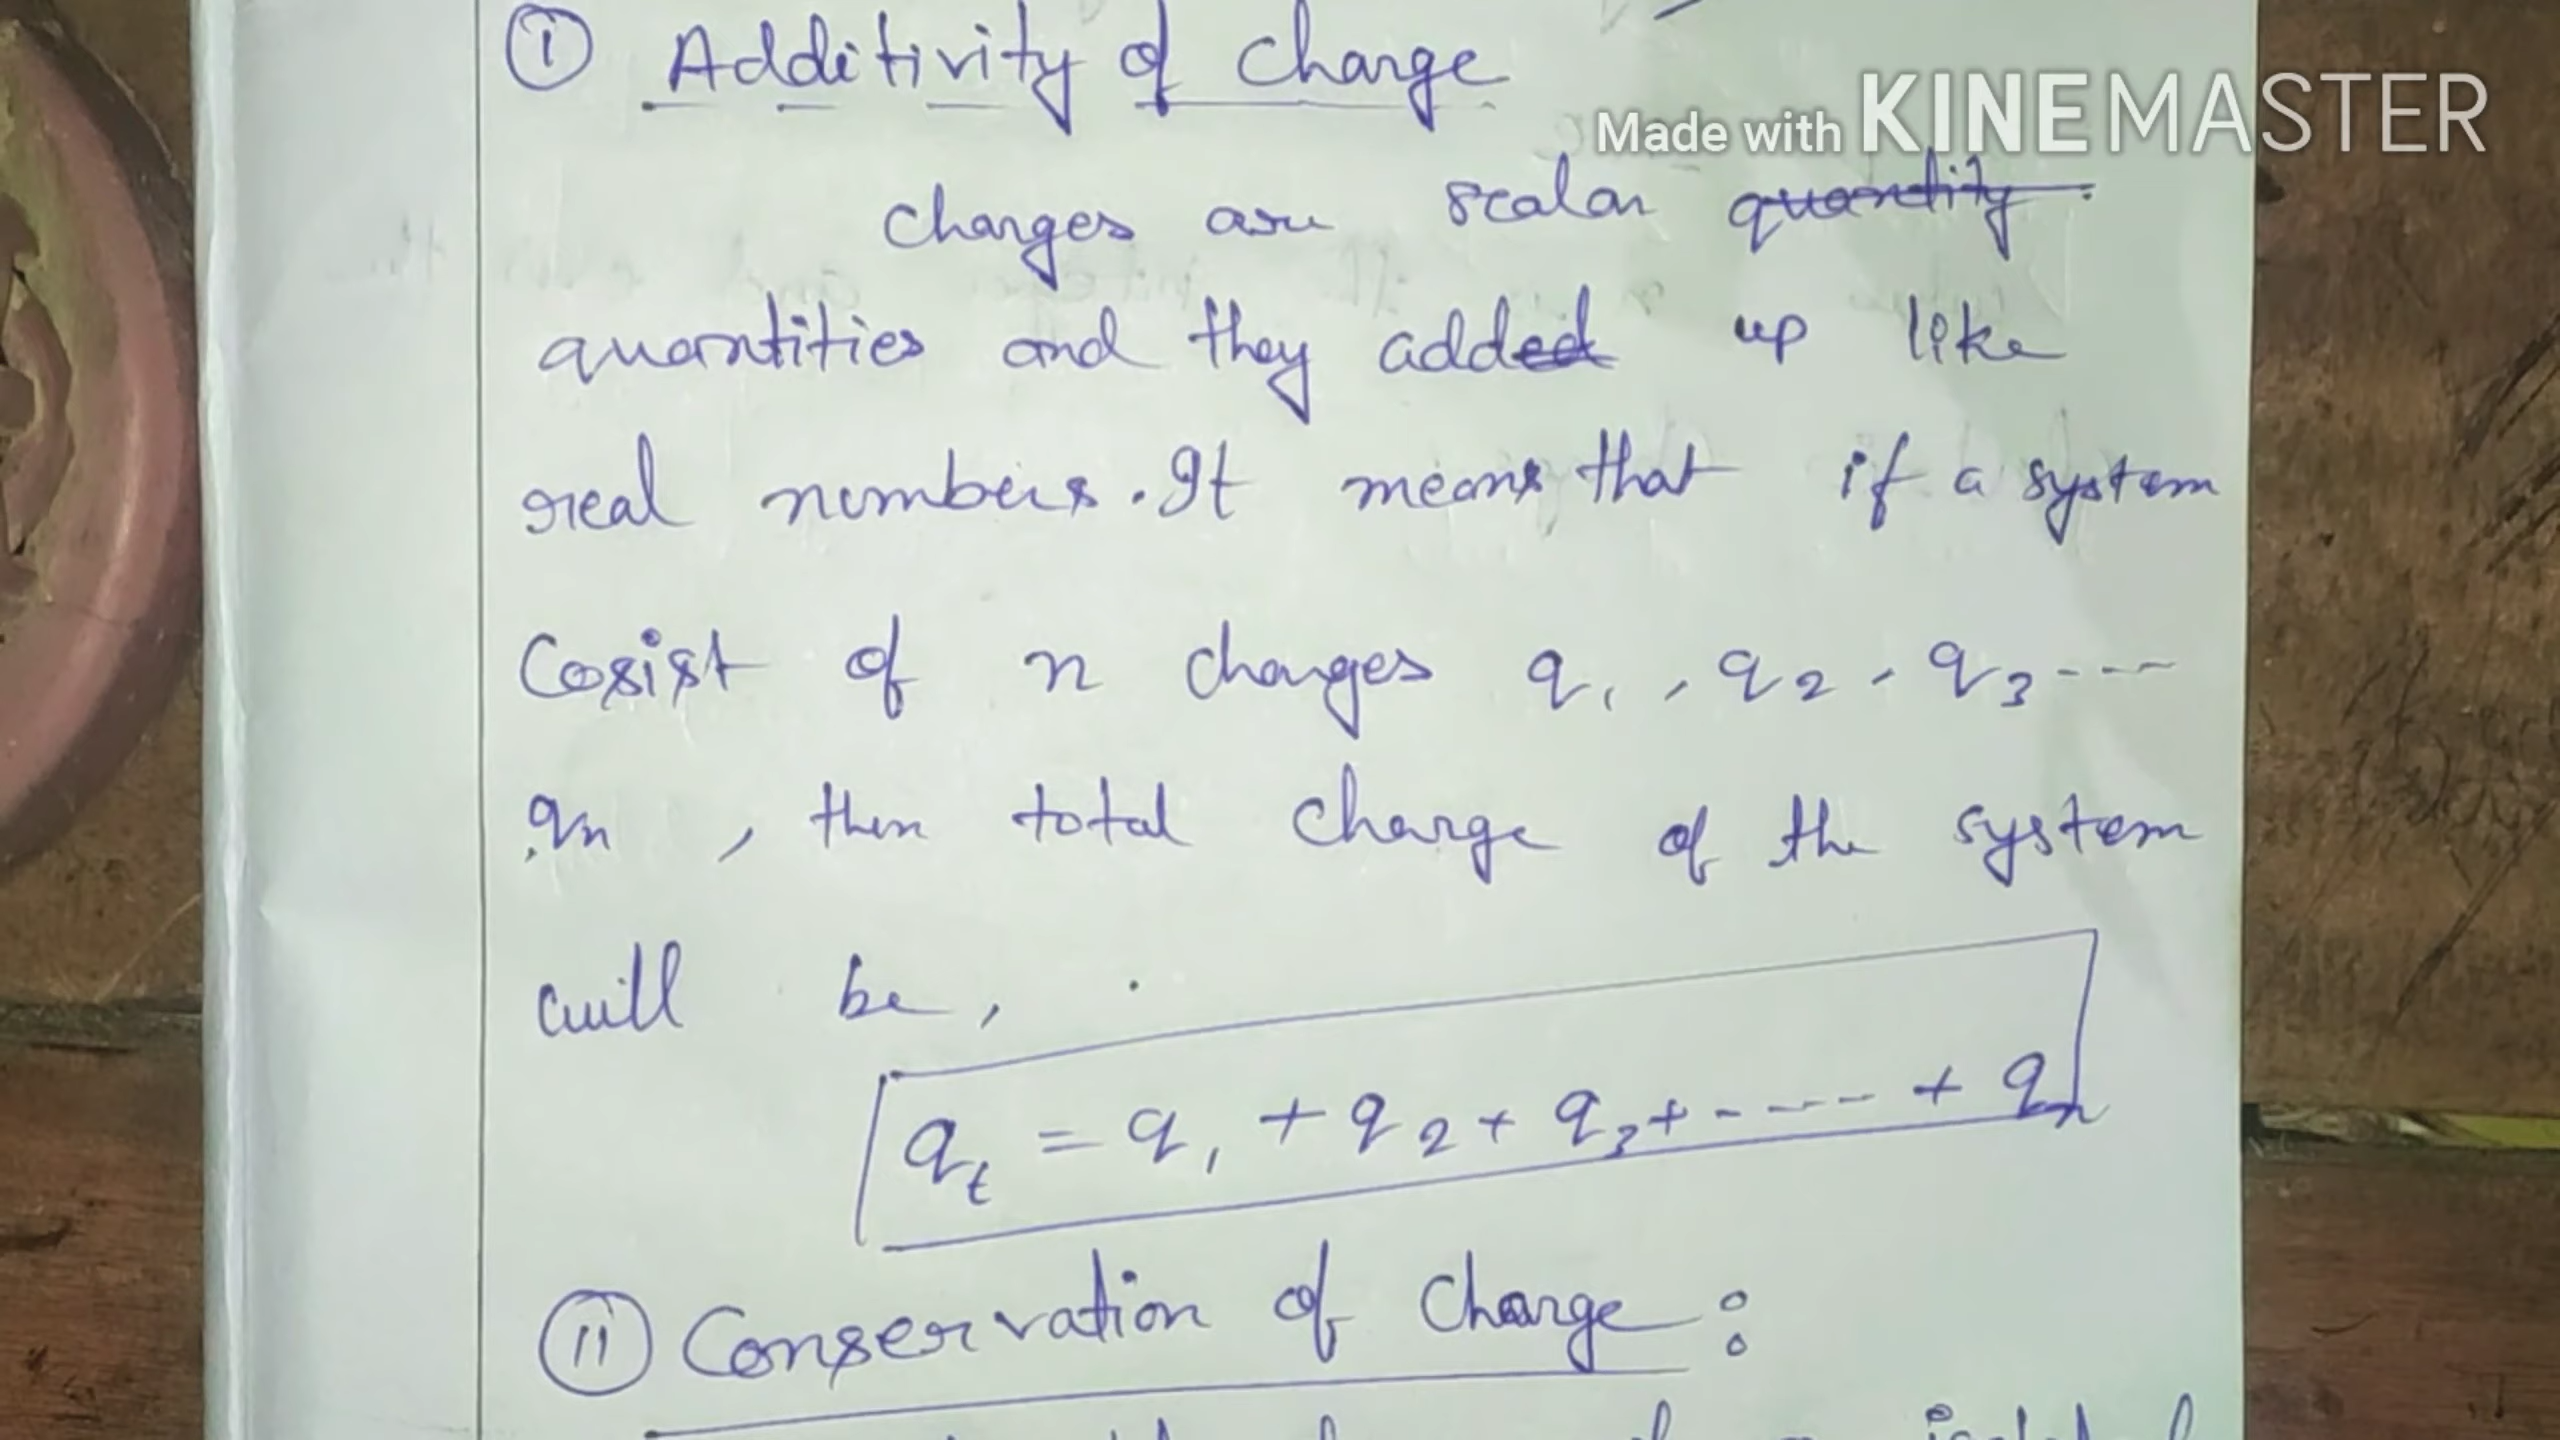 (i) Additivity of charge
Made with KINEMASTER
charges are scalar quantity
quantities and they added up like
real numbers. It means that if a system
Cosist of n charges q1, q2, q3 ---
qn, then total charge of the system
will be,
qt = q1 + q2 + q3 + ---- + qn
(ii) Conservation of Charge :